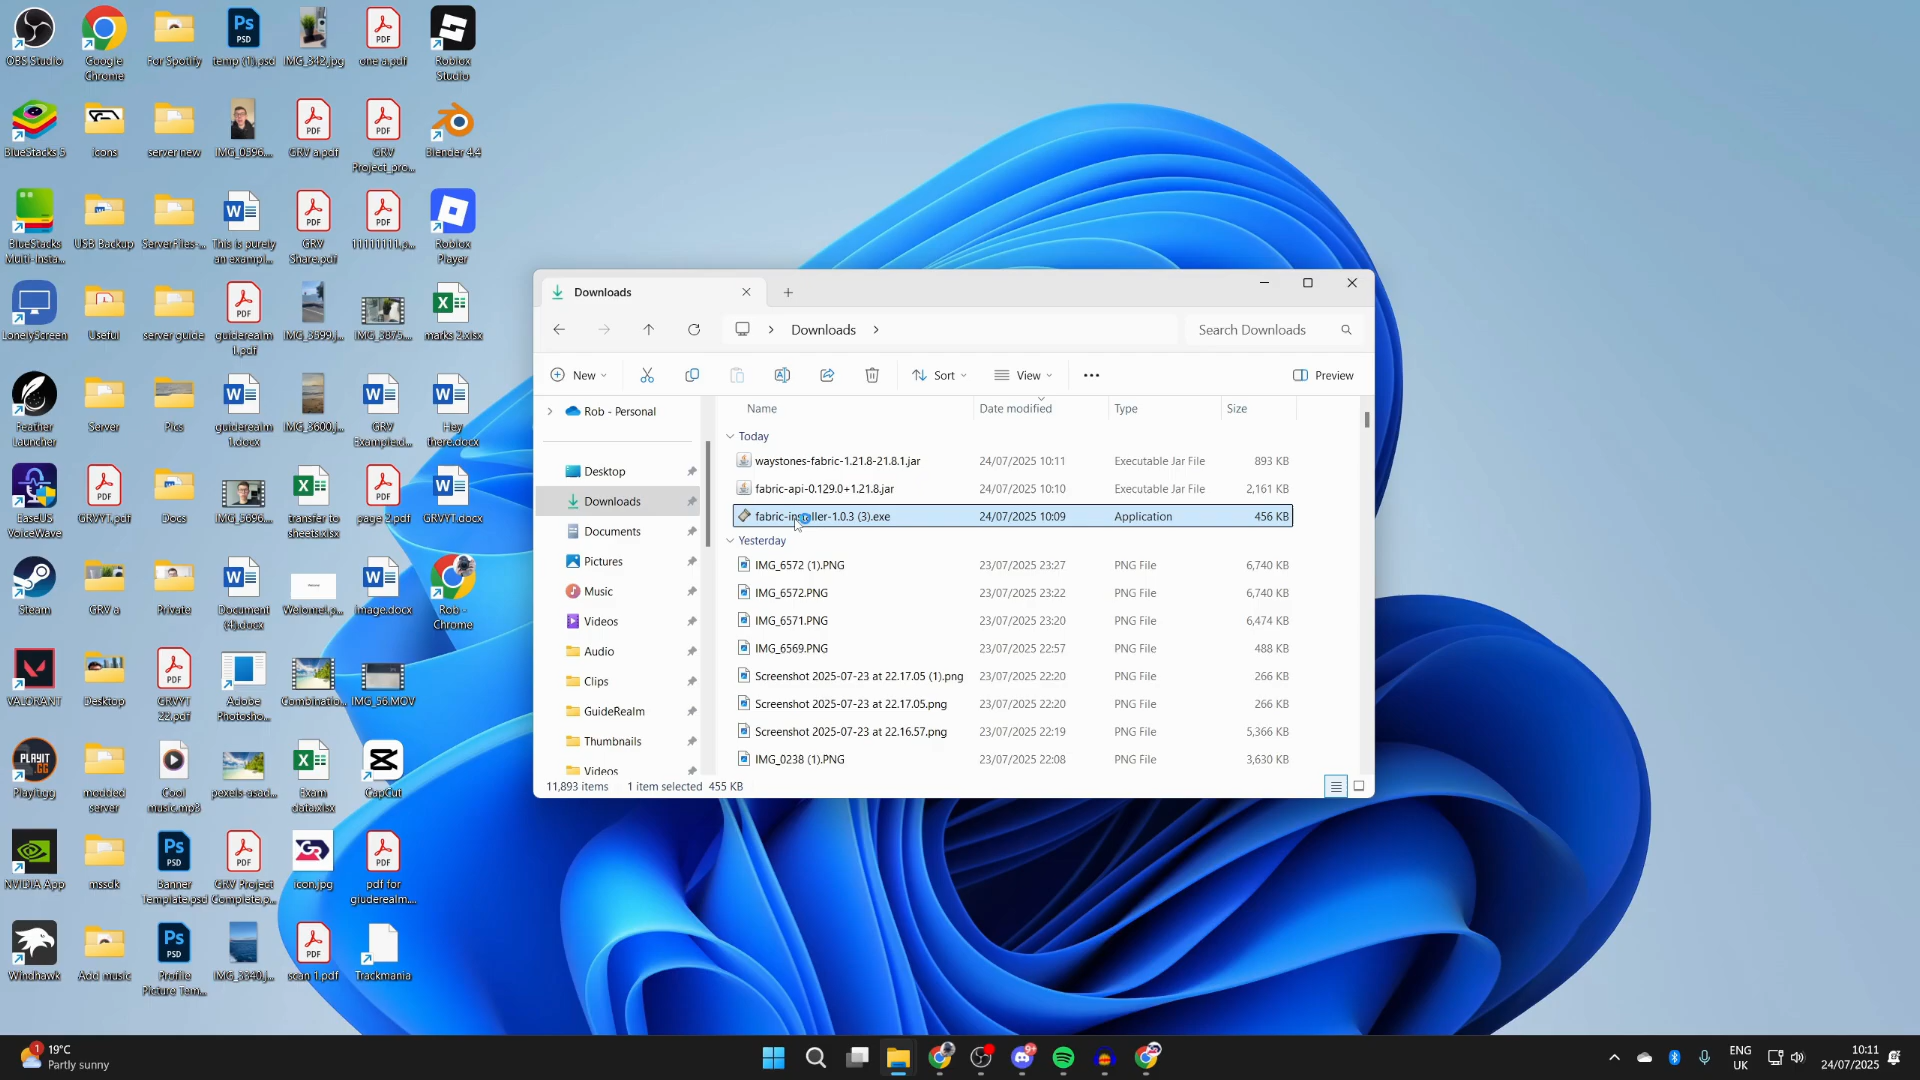 OBS Studio
Google
Chrome
For Spotify
temp (1).psd
IMG_342.jpg
one a.pdf
Roblox
Studio
BlueStacks 5
Icons
server new
IMG_0596...
GRV a.pdf
GRV
Project_pro...
Blender 4.4
BlueStacks
Multi-Insta...
USB Backup
ServerFiles-...
This is purely
an exampl...
GRV
Share.pdf
11111111.p...
Roblox
Player
LonelyScreen
Useful
server guide
guiderealm
1.pdf
IMG_3599.j...
IMG_3875....
marks 2.xlsx
Feather
Launcher
Server
Pics
guiderealm
1.docx
IMG_3600.j...
GRV
Example.d...
Hey
there.docx
EaseUS
VoiceWave
GRVYT.pdf
Docs
IMG_5696....
transfer to
sheets.xlsx
page 2.pdf
GRVYT.docx
Steam
GRV a
Private
Document
(4).docx
Welome!.p...
Image.docx
Rob -
Chrome
VALORANT
Desktop
GRVYT
22.pdf
Adobe
Photosho...
Combinatio...
IMG_56.MOV
Playit.gg
modded
server
Cool
music.mp3
pexels-asad...
Exam
data.xlsx
CapCut
NVIDIA App
mssdk
Banner
Template.psd
GRV Project
Complete.p...
icon.jpg
pdf for
giuderealm....
Windhawk
Add music
Profile
Picture Tem...
IMG_3340.j...
scan 1.pdf
Trackmania
Downloads
Downloads
Search Downloads
New
Sort
View
Preview
Rob - Personal
Desktop
Downloads
Documents
Pictures
Music
Videos
Audio
Clips
GuideRealm
Thumbnails
Videos
Name Date modified Type Size
Today
waystones-fabric-1.21.8-21.8.1.jar 24/07/2025 10:11 Executable Jar File 893 KB
fabric-api-0.129.0+1.21.8.jar 24/07/2025 10:10 Executable Jar File 2,161 KB
fabric-installer-1.0.3 (3).exe 24/07/2025 10:09 Application 456 KB
Yesterday
IMG_6572 (1).PNG 23/07/2025 23:27 PNG File 6,740 KB
IMG_6572.PNG 23/07/2025 23:22 PNG File 6,740 KB
IMG_6571.PNG 23/07/2025 23:20 PNG File 6,474 KB
IMG_6569.PNG 23/07/2025 22:57 PNG File 488 KB
Screenshot 2025-07-23 at 22.17.05 (1).png 23/07/2025 22:20 PNG File 266 KB
Screenshot 2025-07-23 at 22.17.05.png 23/07/2025 22:20 PNG File 266 KB
Screenshot 2025-07-23 at 22.16.57.png 23/07/2025 22:19 PNG File 5,366 KB
IMG_0238 (1).PNG 23/07/2025 22:08 PNG File 3,630 KB
11,893 items 1 item selected 455 KB
1
19°C
Partly sunny
9+
ENG
UK
10:11
24/07/2025